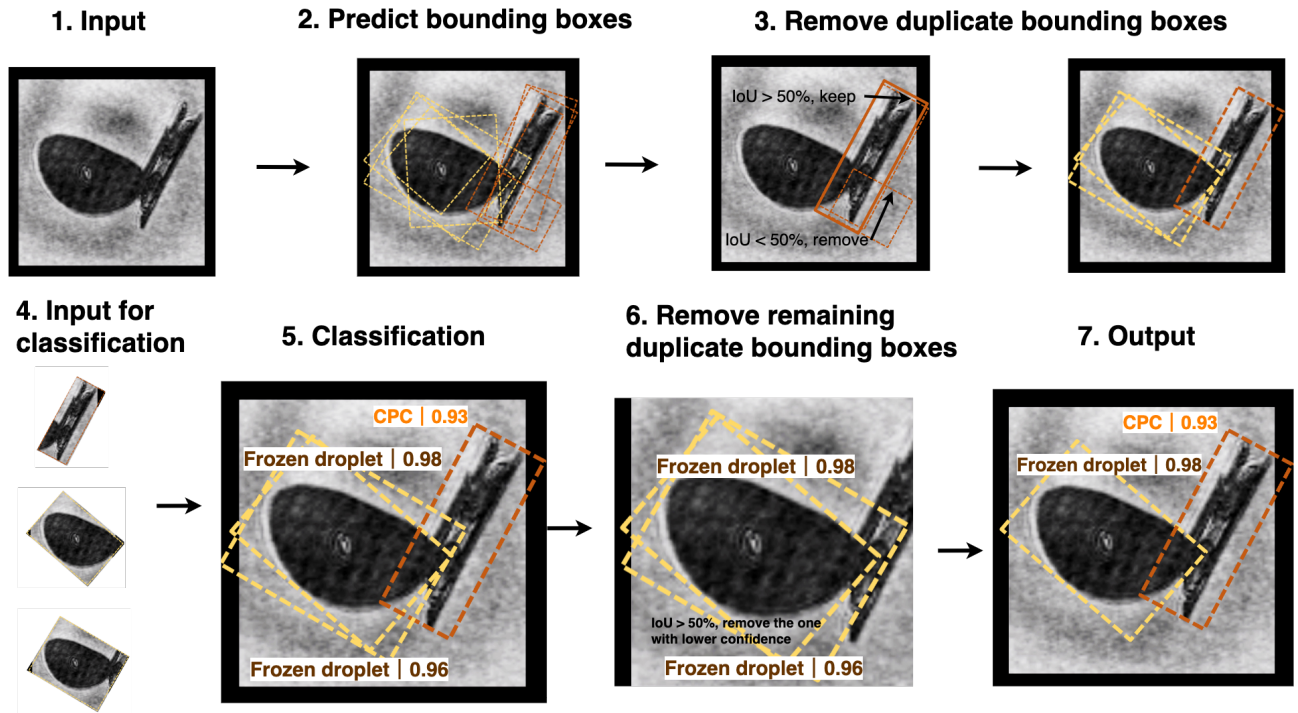 1. Input
2. Predict bounding boxes
3. Remove duplicate bounding boxes
IoU > 50%, keep
IoU < 50%, remove
4. Input for
classification
5. Classification
6. Remove remaining
duplicate bounding boxes
7. Output
CPC | 0.93
Frozen droplet | 0.98
Frozen droplet | 0.96
Frozen droplet | 0.98
IoU > 50%, remove the one
with lower confidence
Frozen droplet | 0.96
CPC | 0.93
Frozen droplet | 0.98